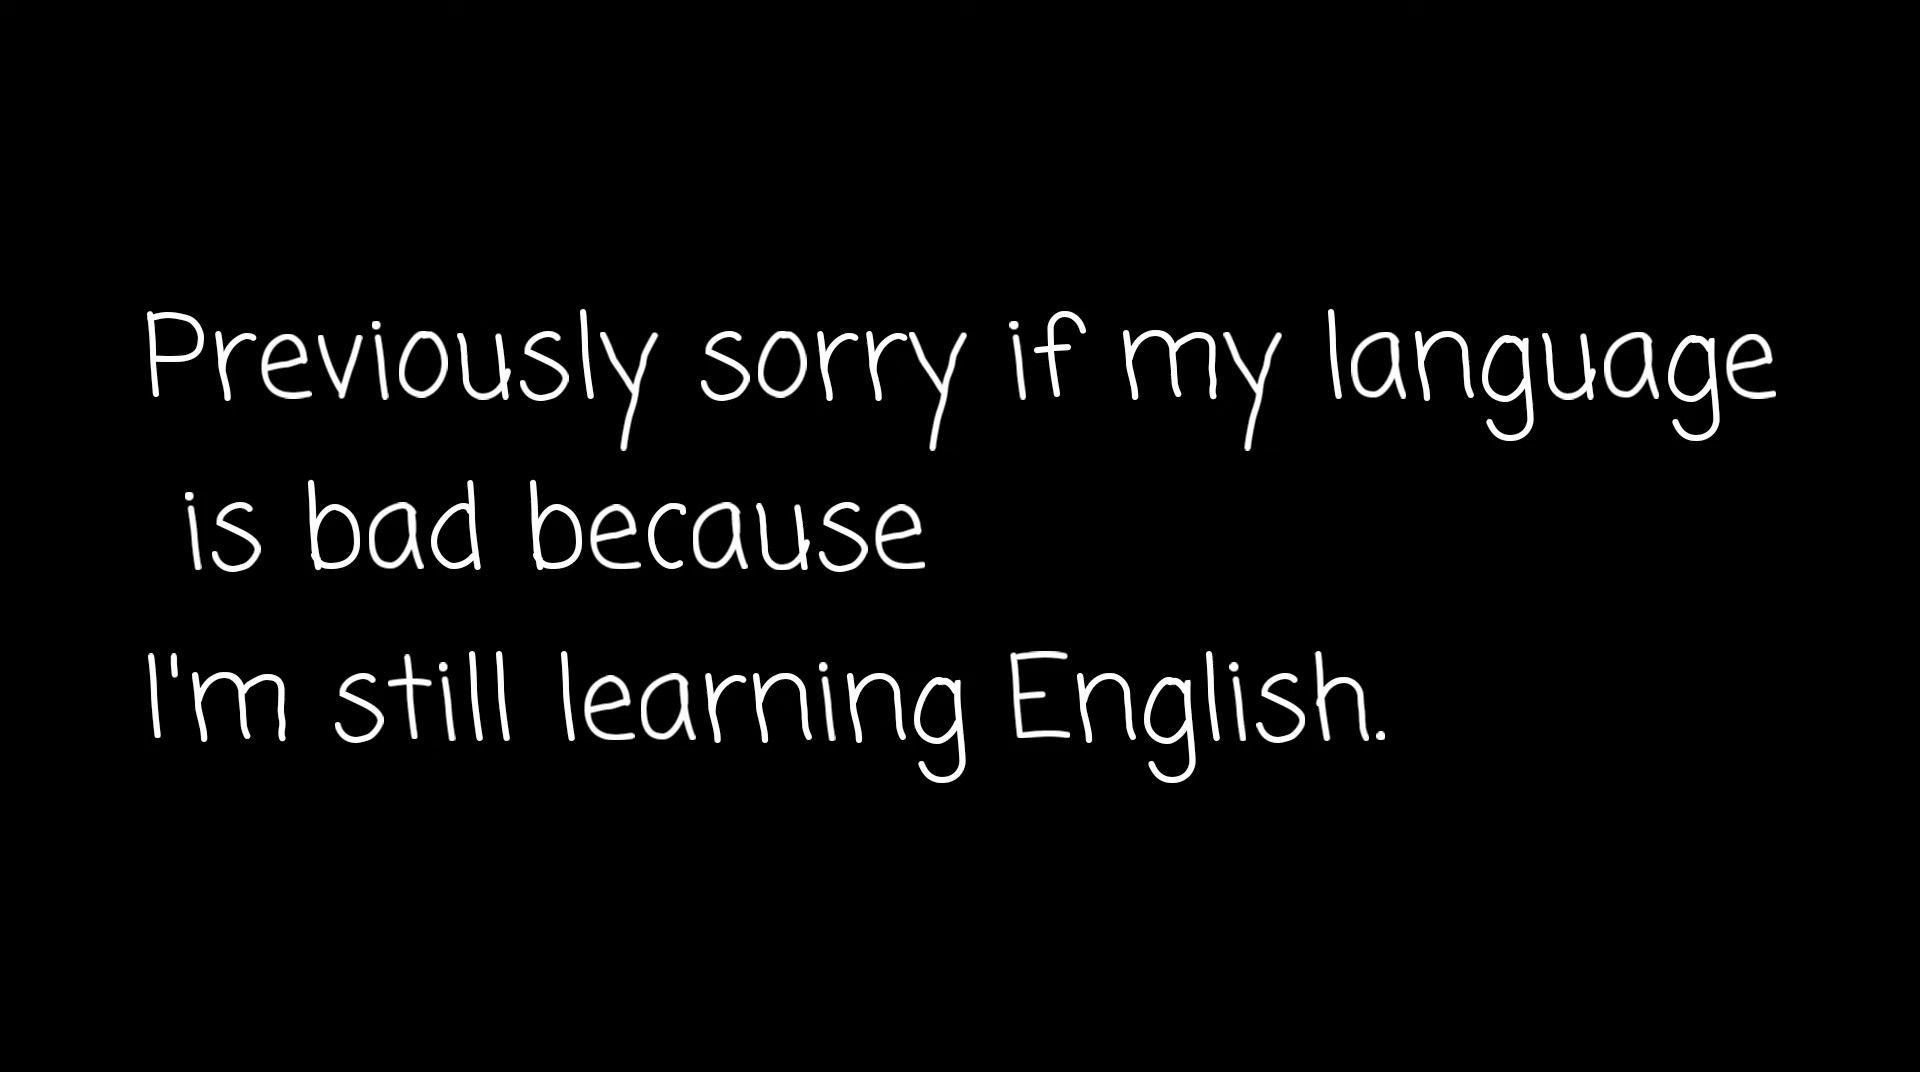 Previously sorry if my language
is bad because
I'm still learning English.